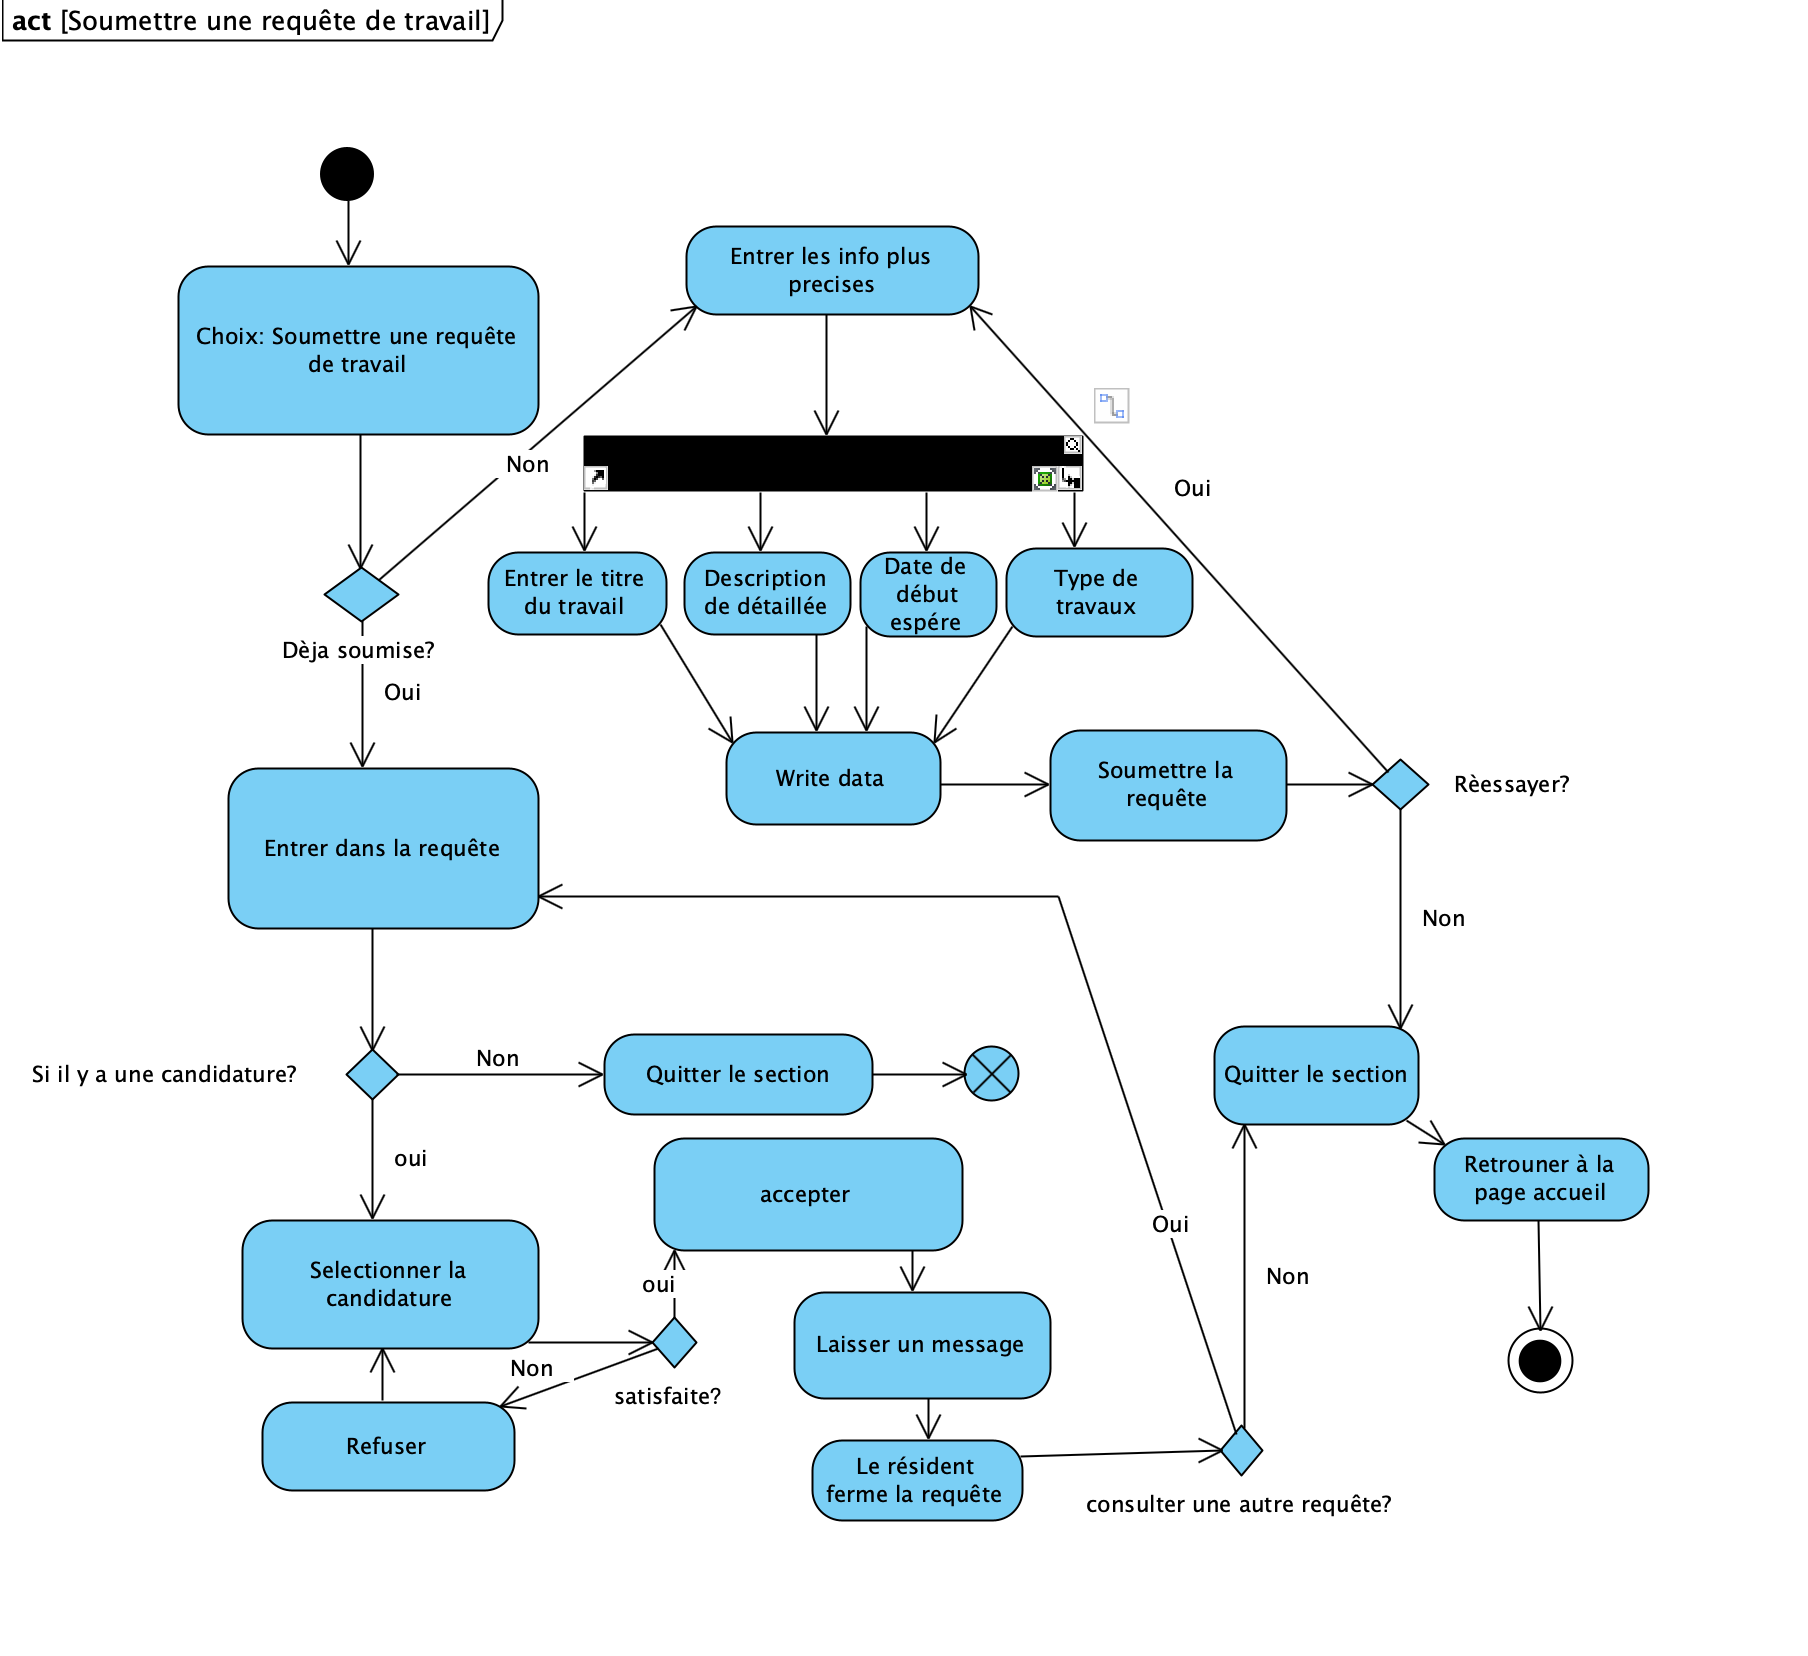 act [Soumettre une requête de travail]
Entrer les info plus
precises
Choix: Soumettre une requête
de travail
Non
Oui
Entrer le titre
du travail
Description
de détaillée
Date de
début
espére
Type de
travaux
Dèja soumise?
Oui
Write data
Soumettre la
requête
Rèessayer?
Entrer dans la requête
Non
Si il y a une candidature?
Non
Quitter le section
Quitter le section
oui
accepter
Retrouner à la
page accueil
Oui
Selectionner la
candidature
oui
Non
Laisser un message
Non
satisfaite?
Refuser
Le résident
ferme la requête
consulter une autre requête?